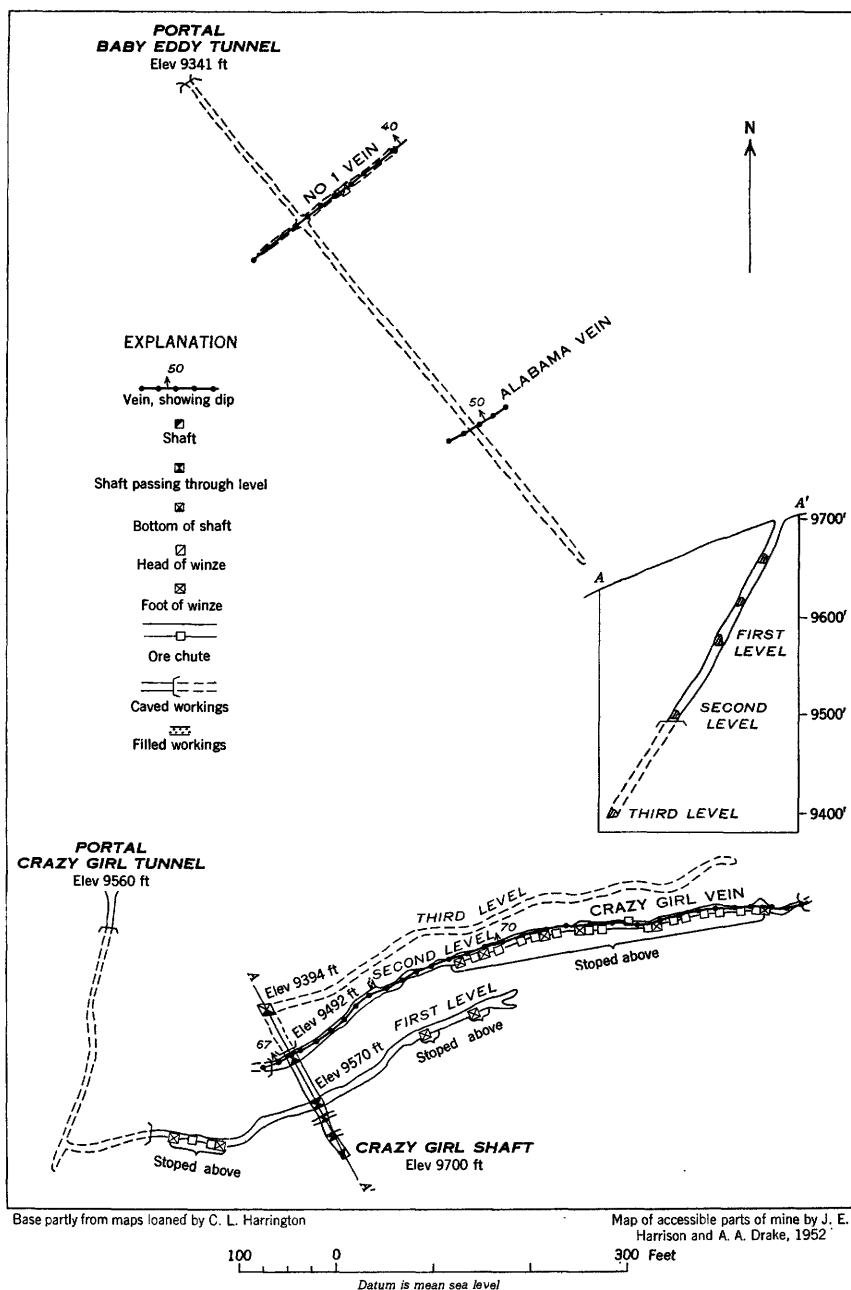 PORTAL
BABY EDDY TUNNEL
Elev 9341 ft
N
40
NO 1 VEIN
EXPLANATION
50
Vein, showing dip
Shaft
Shaft passing through level
Bottom of shaft
Head of winze
Foot of winze
Ore chute
Caved workings
Filled workings
ALABAMA VEIN
50
A
A'
9700'
9600'
FIRST
LEVEL
SECOND
LEVEL
9500'
THIRD LEVEL
9400'
PORTAL
CRAZY GIRL TUNNEL
Elev 9560 ft
THIRD LEVEL
CRAZY GIRL VEIN
SECOND LEVEL
70
Stoped above
A
Elev 9394 ft
Elev 9492 ft
67
FIRST LEVEL
Elev 9570 ft
Stoped above
Stoped above
CRAZY GIRL SHAFT
Elev 9700 ft
A'
Base partly from maps loaned by C. L. Harrington
Map of accessible parts of mine by J. E.
Harrison and A. A. Drake, 1952
100 0 300 Feet
Datum is mean sea level